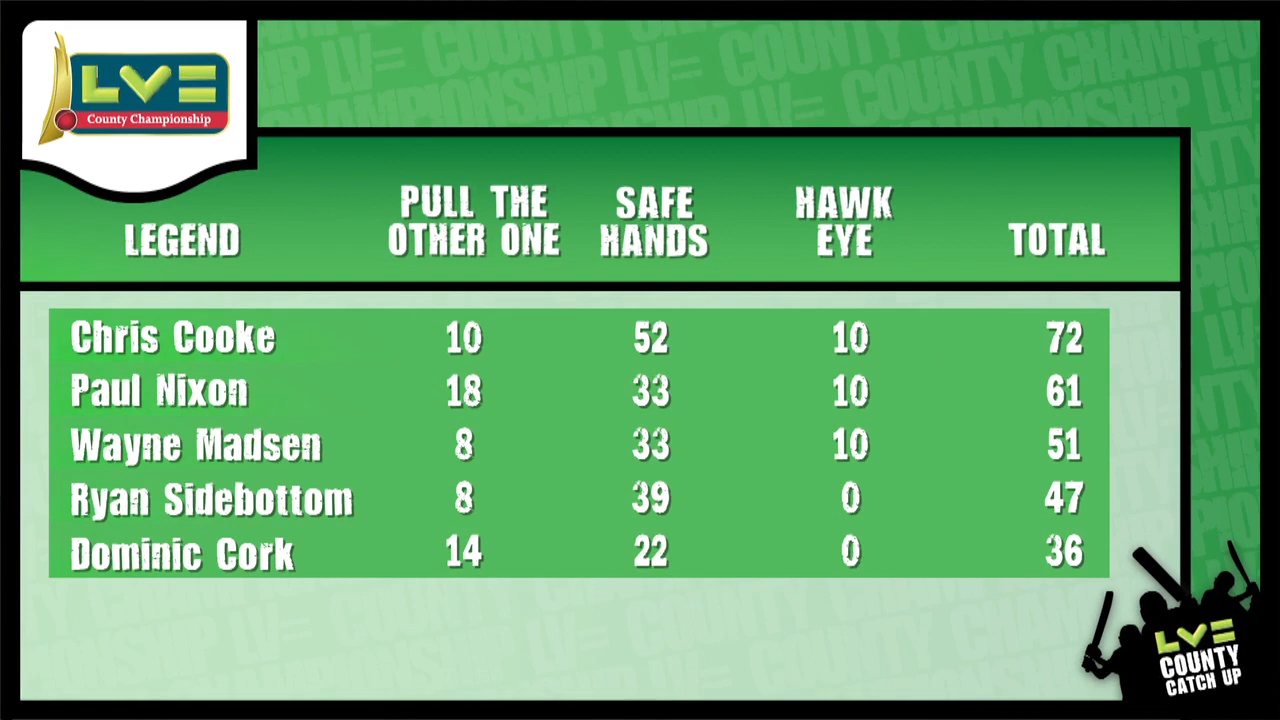 LV=
County Championship
LEGEND PULL THE OTHER ONE SAFE HANDS HAWK EYE TOTAL
Chris Cooke 10 52 10 72
Paul Nixon 18 33 10 61
Wayne Madsen 8 33 10 51
Ryan Sidebottom 8 39 0 47
Dominic Cork 14 22 0 36
LV=
COUNTY
CATCH UP